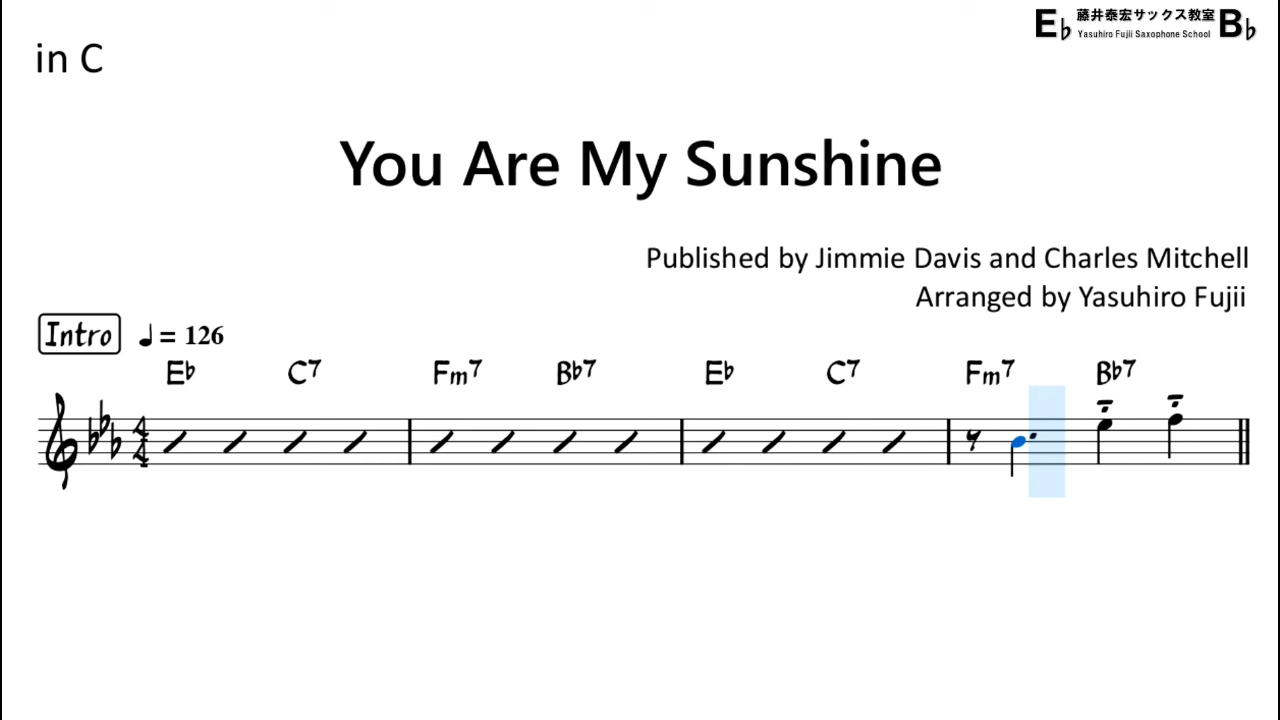 E♭ 藤井泰宏サックス教室 B♭
Yasuhiro Fujii Saxophone School
in C
You Are My Sunshine
Published by Jimmie Davis and Charles Mitchell
Arranged by Yasuhiro Fujii
Intro ♩= 126
E♭ C7 Fm7 B♭7 E♭ C7 Fm7 B♭7
4
4